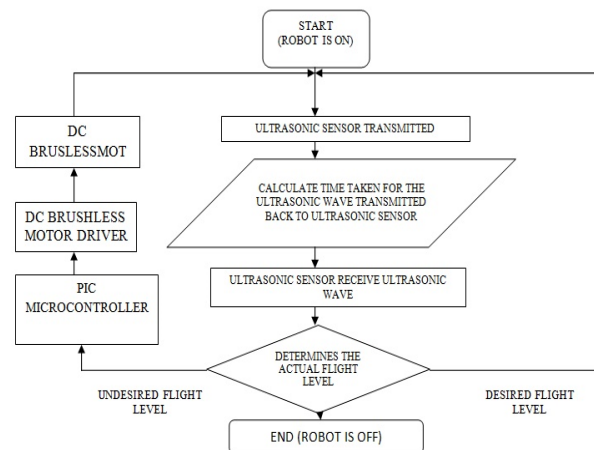 START
(ROBOT IS ON)
DC
BRUSLESSMOT
ULTRASONIC SENSOR TRANSMITTED
CALCULATE TIME TAKEN FOR THE
ULTRASONIC WAVE TRANSMITTED
BACK TO ULTRASONIC SENSOR
DC BRUSHLESS
MOTOR DRIVER
PIC
MICROCONTROLLER
ULTRASONIC SENSOR RECEIVE ULTRASONIC
WAVE
DETERMINES THE
ACTUAL FLIGHT
LEVEL
UNDESIRED FLIGHT
LEVEL
DESIRED FLIGHT
LEVEL
END (ROBOT IS OFF)